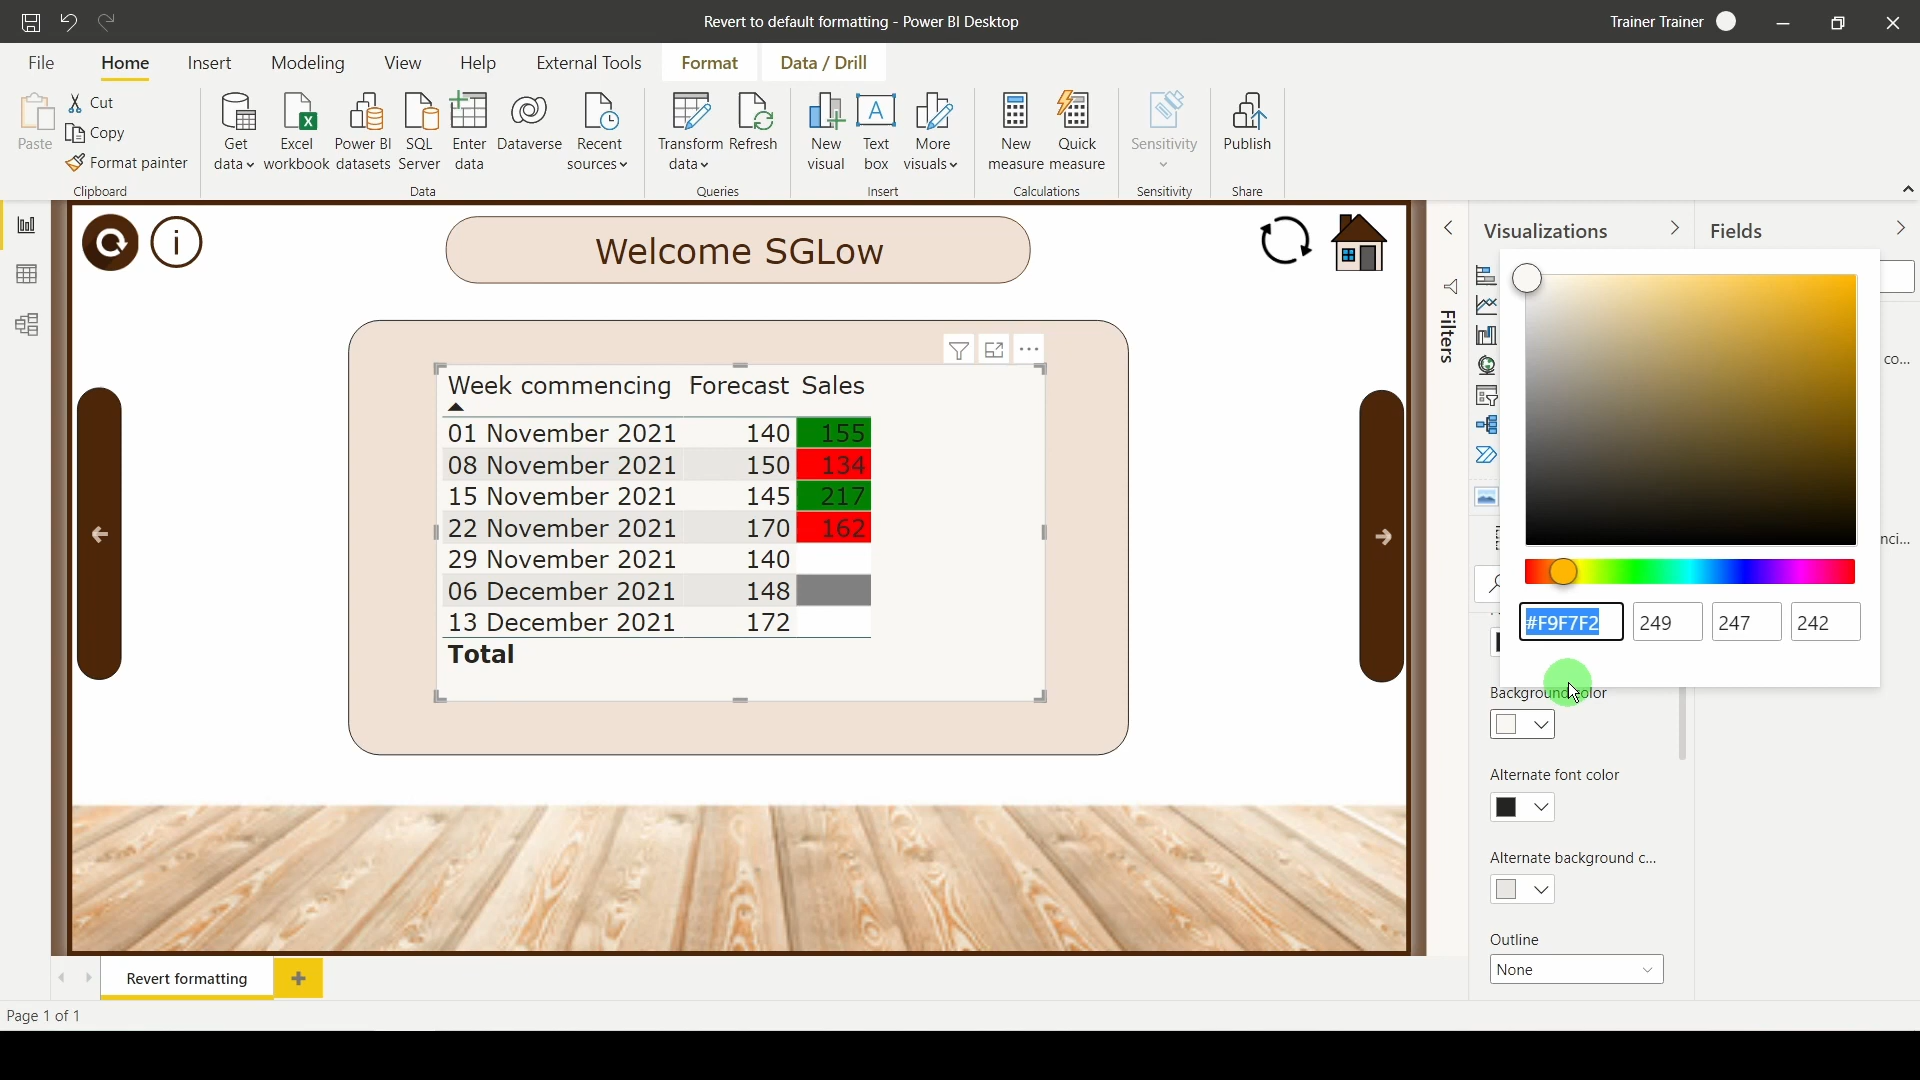 Revert to default formatting - Power BI Desktop
Trainer Trainer
File Home Insert Modeling View Help External Tools Format Data / Drill
Paste
Cut
Copy
Format painter
Clipboard
Get data
Excel workbook
Power BI datasets
SQL Server
Enter data
Dataverse
Recent sources
Data
Transform data
Refresh
Queries
New visual
Text box
More visuals
Insert
New measure
Quick measure
Calculations
Sensitivity
Sensitivity
Publish
Share
i
Welcome SGLow
Week commencing Forecast Sales
01 November 2021 140 155
08 November 2021 150 134
15 November 2021 145 217
22 November 2021 170 162
29 November 2021 140
06 December 2021 148
13 December 2021 172
Total
Filters
Visualizations
Fields
co...
nci...
#F9F7F2 249 247 242
Background color
Alternate font color
Alternate background c...
Outline
None
Revert formatting
Page 1 of 1